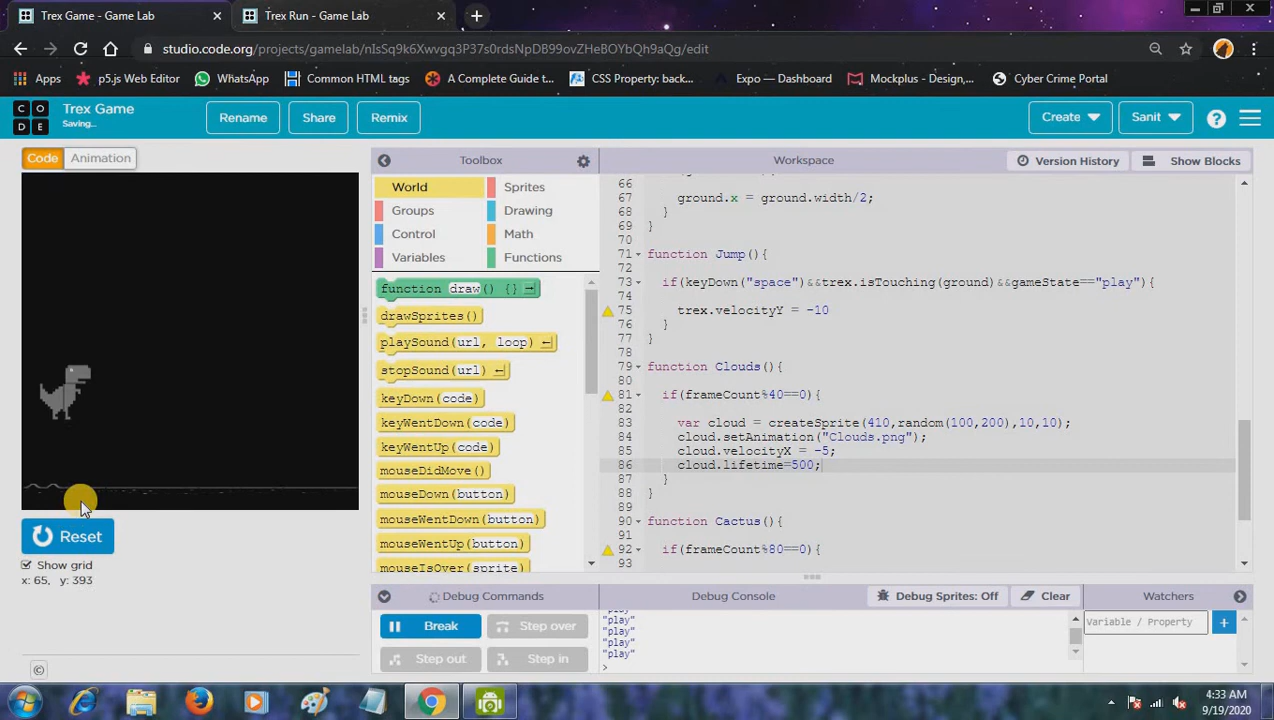 Trex Game - Game Lab
Trex Run - Game Lab
studio.code.org/projects/gamelab/nIsSq9k6Xwvgq3P37s0rdsNpDB99ovZHeBOYbQh9aQg/edit
Apps
p5.js Web Editor
WhatsApp
Common HTML tags
A Complete Guide t...
CSS Property: back...
Expo — Dashboard
Mockplus - Design,...
Cyber Crime Portal
C O
D E
Trex Game
Saving...
Rename
Share
Remix
Create
Sanit
?
Code
Animation
Toolbox
Workspace
Version History
Show Blocks
World
Sprites
Groups
Drawing
Control
Math
Variables
Functions
function draw() {}
drawSprites()
playSound(url, loop)
stopSound(url)
keyDown(code)
keyWentDown(code)
keyWentUp(code)
mouseDidMove()
mouseDown(button)
mouseWentDown(button)
mouseWentUp(button)
mouseIsOver(sprite)
66
67 ground.x = ground.width/2;
68 }
69 }
70
71 function Jump(){
72
73 if(keyDown("space")&&trex.isTouching(ground)&&gameState=="play"){
74
75 trex.velocityY = -10
76 }
77 }
78
79 function Clouds(){
80
81 if(frameCount%40==0){
82
83 var cloud = createSprite(410,random(100,200),10,10);
84 cloud.setAnimation("Clouds.png");
85 cloud.velocityX = -5;
86 cloud.lifetime=500;
87 }
88 }
89
90 function Cactus(){
91
92 if(frameCount%80==0){
93
Reset
Show grid
x: 65, y: 393
Debug Commands
Debug Console
Debug Sprites: Off
Clear
Watchers
Break
Step over
Step out
Step in
"play"
"play"
"play"
"play"
>
Variable / Property
+
4:33 AM
9/19/2020